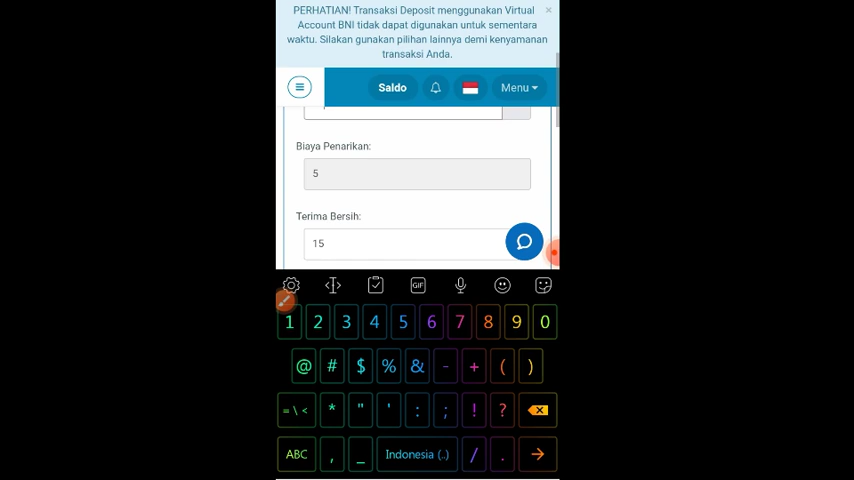 PERHATIAN! Transaksi Deposit menggunakan Virtual
Account BNI tidak dapat digunakan untuk sementara
waktu. Silakan gunakan pilihan lainnya demi kenyamanan
transaksi Anda.
×
Saldo
Menu
Biaya Penarikan:
5
Terima Bersih:
15
GIF
1 2 3 4 5 6 7 8 9 0
@ # $ % & - + ( )
= \ < * " ' : ; ! ?
ABC , _ Indonesia (..) / .